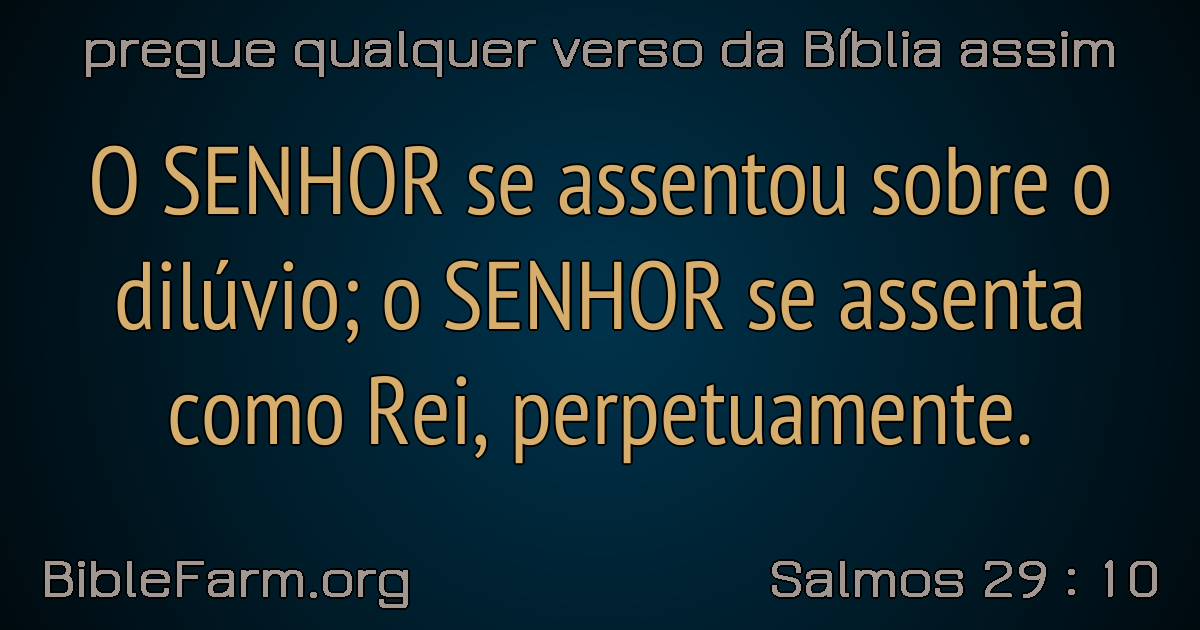 pregue qualquer verso da Bíblia assim
O SENHOR se assentou sobre o
dilúvio; o SENHOR se assenta
como Rei, perpetuamente.
BibleFarm.org
Salmos 29 : 10